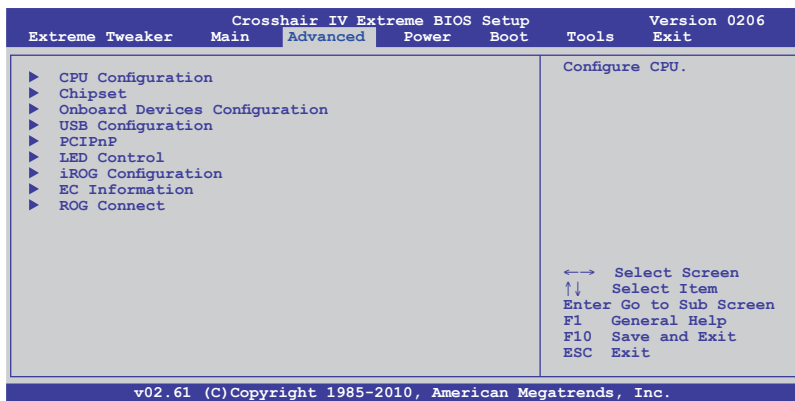 Crosshair IV Extreme BIOS Setup Version 0206
Extreme Tweaker Main Advanced Power Boot Tools Exit
▶ CPU Configuration
▶ Chipset
▶ Onboard Devices Configuration
▶ USB Configuration
▶ PCIPnP
▶ LED Control
▶ iROG Configuration
▶ EC Information
▶ ROG Connect
Configure CPU.
←→ Select Screen
↑↓ Select Item
Enter Go to Sub Screen
F1 General Help
F10 Save and Exit
ESC Exit
v02.61 (C)Copyright 1985-2010, American Megatrends, Inc.